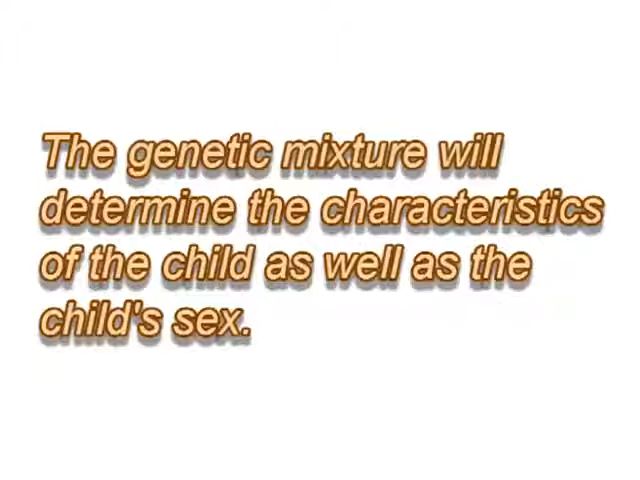 The genetic mixture will
determine the characteristics
of the child as well as the
child's sex.